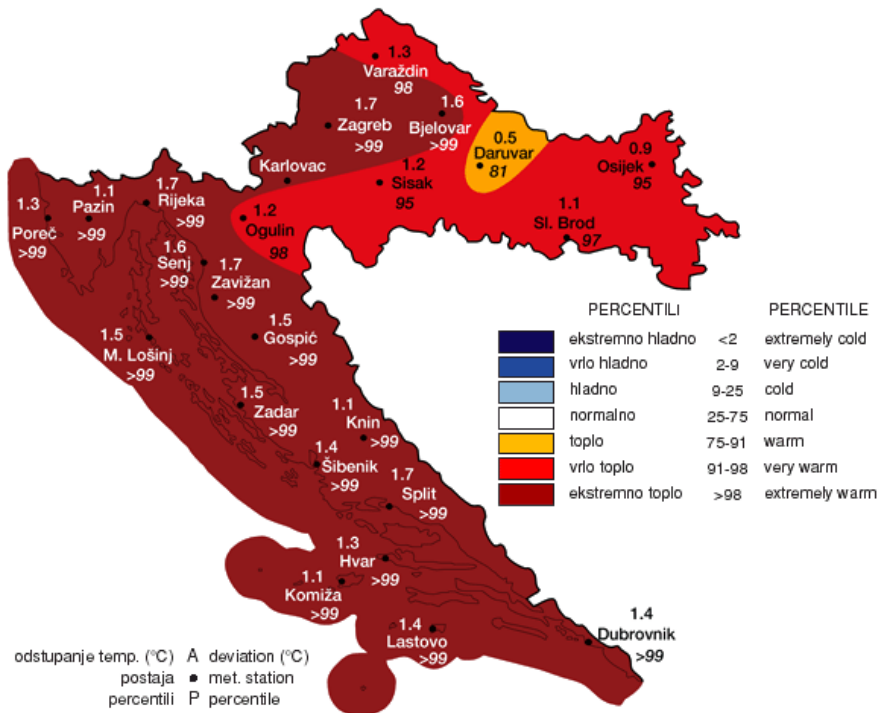 1.3
Varaždin
98
1.7
Zagreb
>99
1.6
Bjelovar
>99
0.5
Daruvar
81
0.9
Osijek
95
Karlovac
1.2
Sisak
95
1.1
Sl. Brod
97
1.3
Poreč
>99
1.1
Pazin
>99
1.7
Rijeka
>99
1.2
Ogulin
98
1.6
Senj
>99
1.7
Zavižan
>99
1.5
Gospić
>99
1.5
M. Lošinj
>99
1.5
Zadar
>99
1.1
Knin
>99
1.4
Šibenik
>99
1.7
Split
>99
1.3
Hvar
>99
1.1
Komiža
>99
1.4
Lastovo
>99
1.4
Dubrovnik
>99
PERCENTILI PERCENTILE
ekstremno hladno <2 extremely cold
vrlo hladno 2-9 very cold
hladno 9-25 cold
normalno 25-75 normal
toplo 75-91 warm
vrlo toplo 91-98 very warm
ekstremno toplo >98 extremely warm
odstupanje temp. (°C) A deviation (°C)
postaja met. station
percentili P percentile